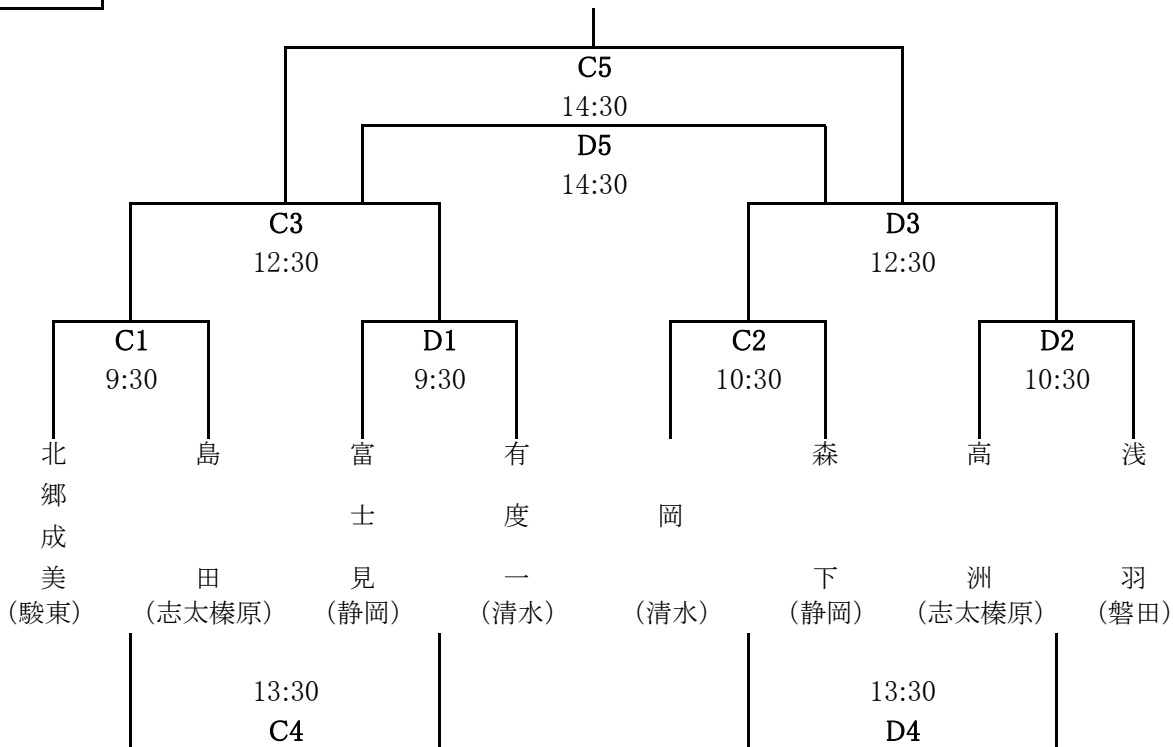 C5
14:30
D5
14:30
C3
D3
12:30
12:30
C1
D1
C2
D2
9:30
9:30
10:30
10:30
北郷成美
島田
富士見
有度一
岡
森下
高洲
浅羽
(駿東)
(志太榛原)
(静岡)
(清水)
(清水)
(静岡)
(志太榛原)
(磐田)
13:30
13:30
C4
D4